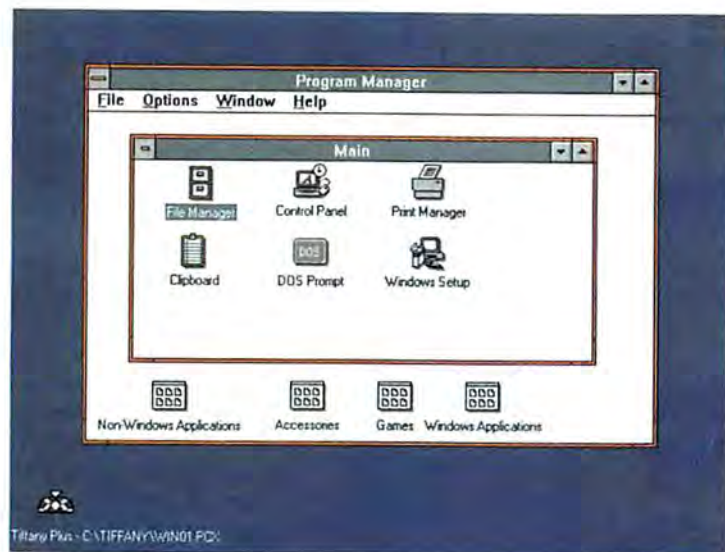 Program Manager
File Options Window Help
Main
File Manager Control Panel Print Manager
DOS
Clipboard DOS Prompt Windows Setup
Non-Windows Applications Accessories Games Windows Applications
Tiffany Plus - C:\TIFFANY\WIN01.PCX